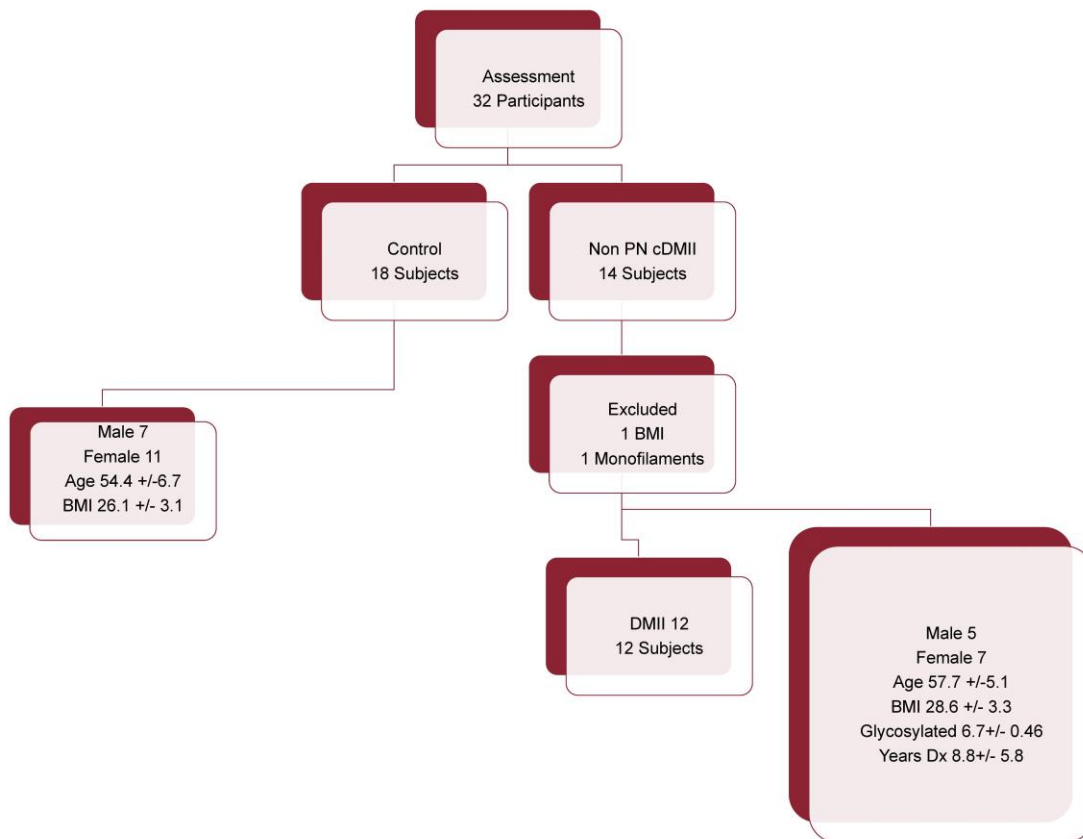 Assessment
32 Participants
Control
18 Subjects
Non PN cDMII
14 Subjects
Male 7
Female 11
Age 54.4 +/-6.7
BMI 26.1 +/- 3.1
Excluded
1 BMI
1 Monofilaments
DMII 12
12 Subjects
Male 5
Female 7
Age 57.7 +/-5.1
BMI 28.6 +/- 3.3
Glycosylated 6.7+/- 0.46
Years Dx 8.8+/- 5.8